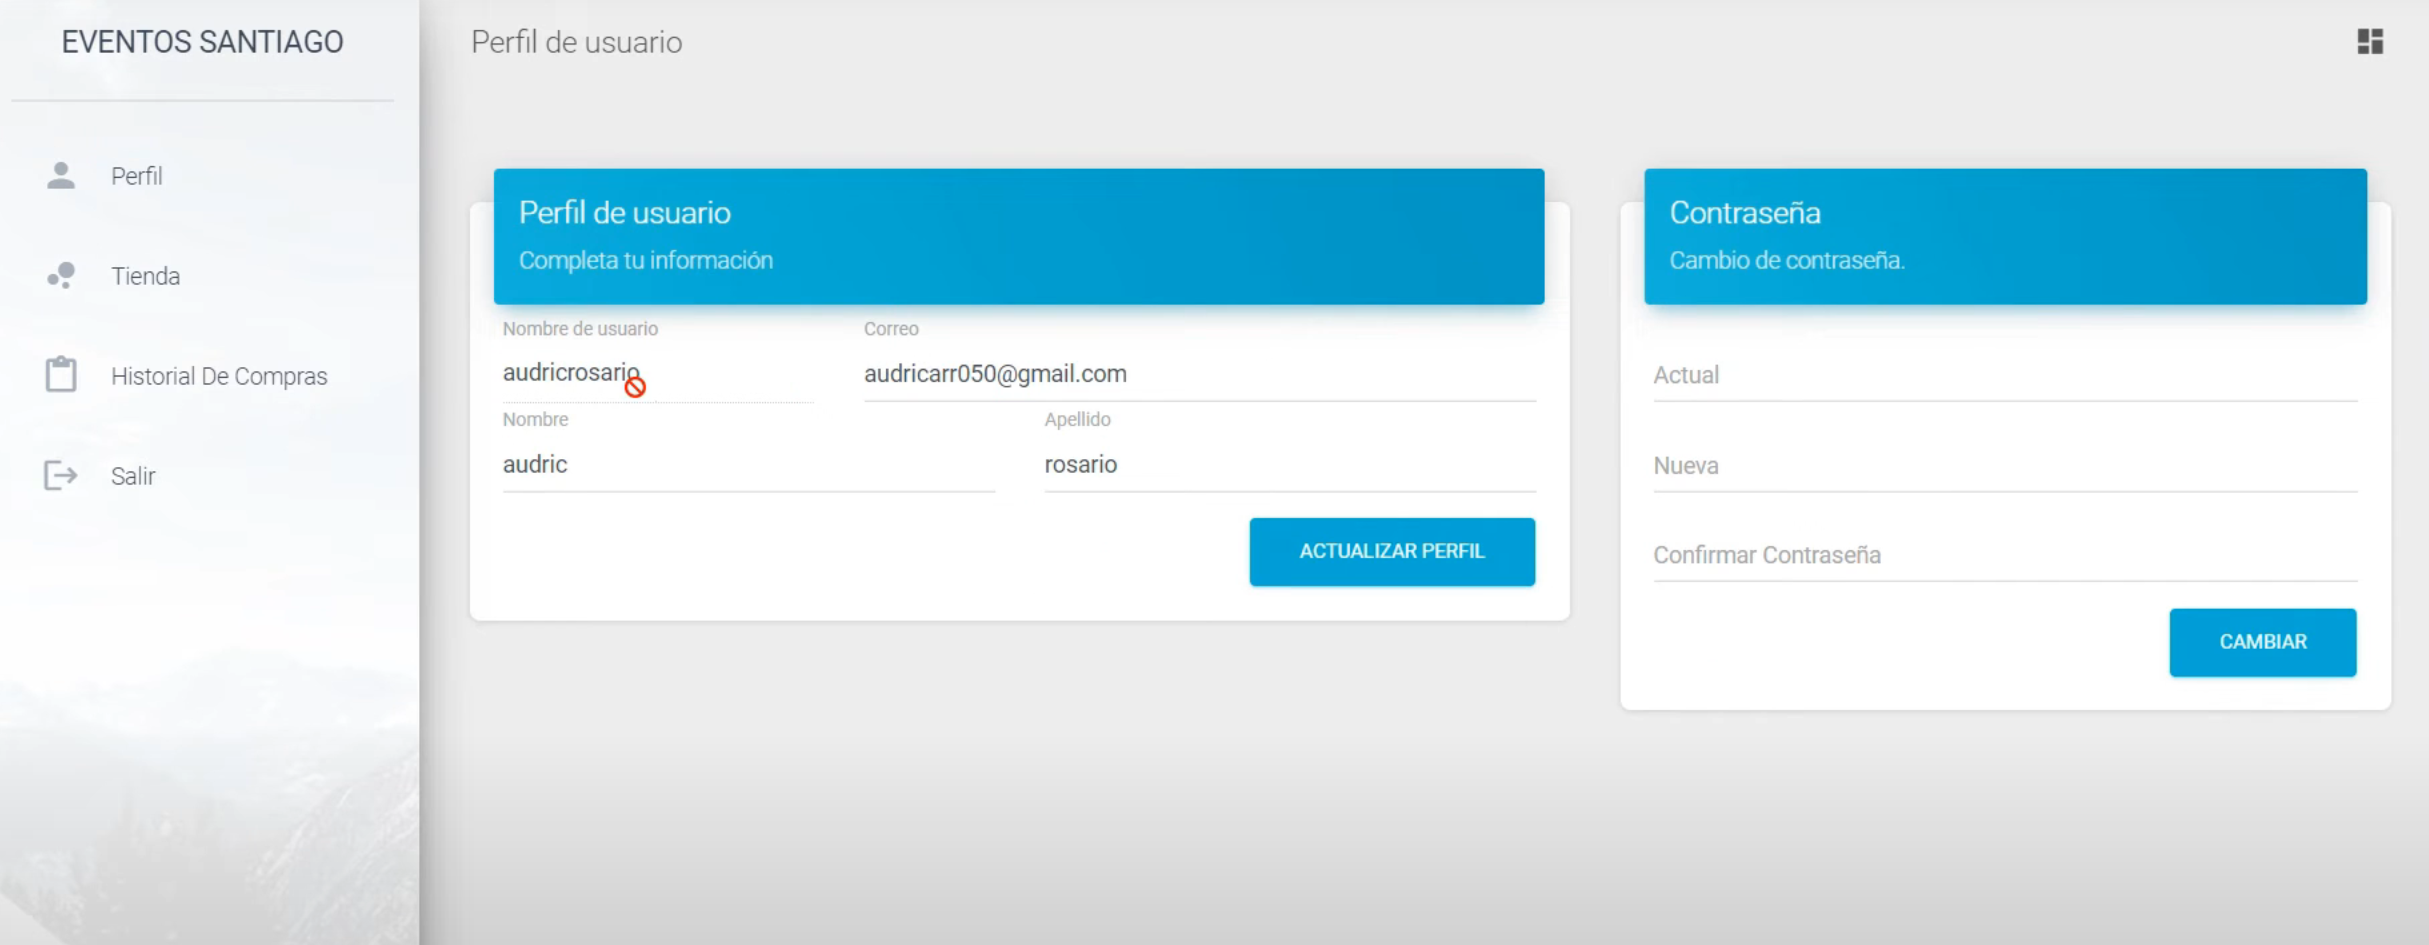 EVENTOS SANTIAGO
Perfil
Tienda
Historial De Compras
Salir
Perfil de usuario
Perfil de usuario
Completa tu información
Nombre de usuario
audricrosario
Correo
audricarr050@gmail.com
Nombre
audric
Apellido
rosario
ACTUALIZAR PERFIL
Contraseña
Cambio de contraseña.
Actual
Nueva
Confirmar Contraseña
CAMBIAR